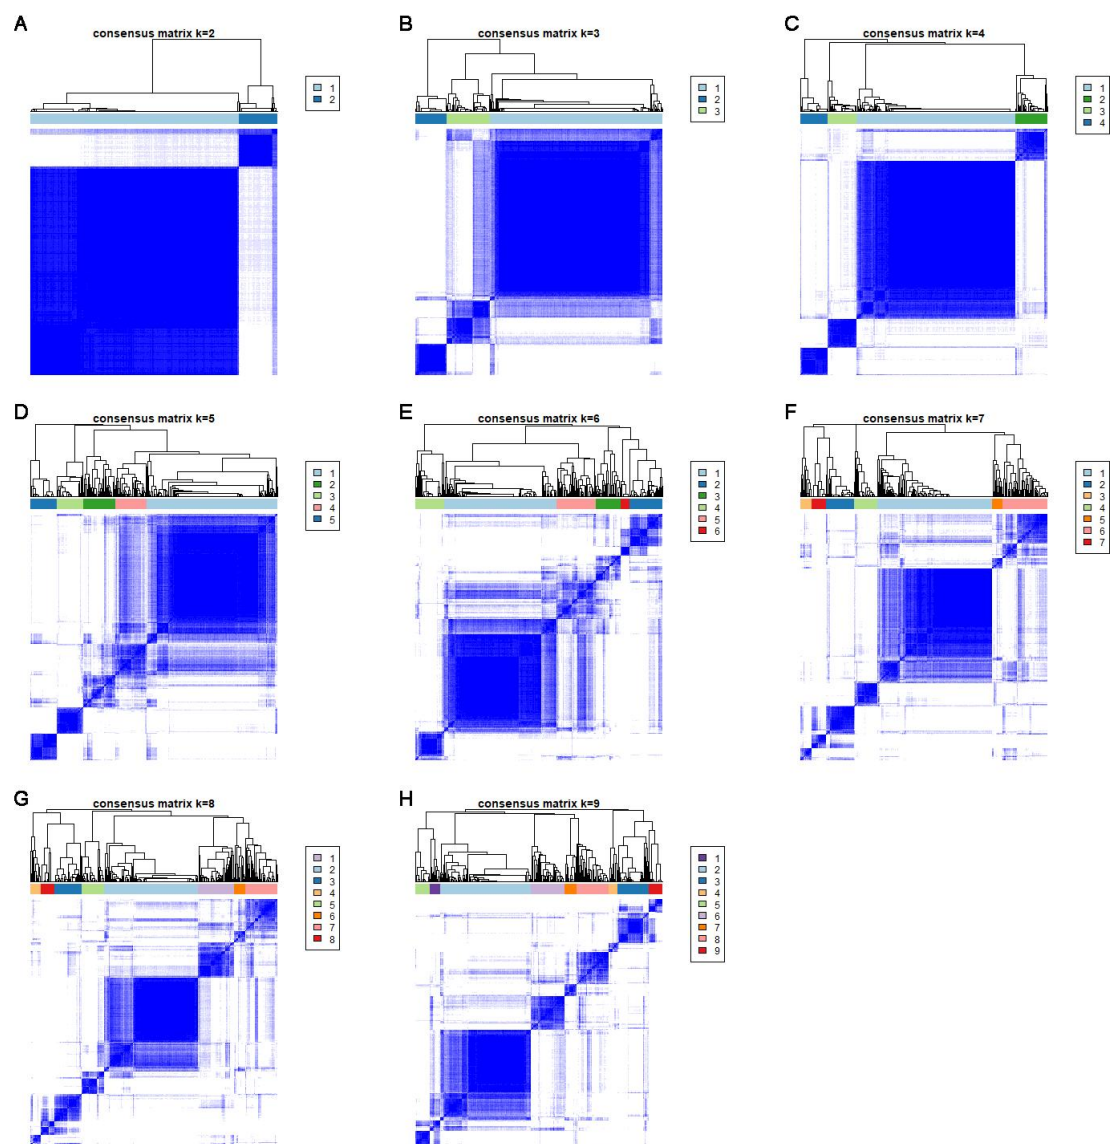 A
consensus matrix k=2
1
2
B
consensus matrix k=3
1
2
3
C
consensus matrix k=4
1
2
3
4
D
consensus matrix k=5
1
2
3
4
5
E
consensus matrix k=6
1
2
3
4
5
6
F
consensus matrix k=7
1
2
3
4
5
6
7
G
consensus matrix k=8
1
2
3
4
5
6
7
8
H
consensus matrix k=9
1
2
3
4
5
6
7
8
9